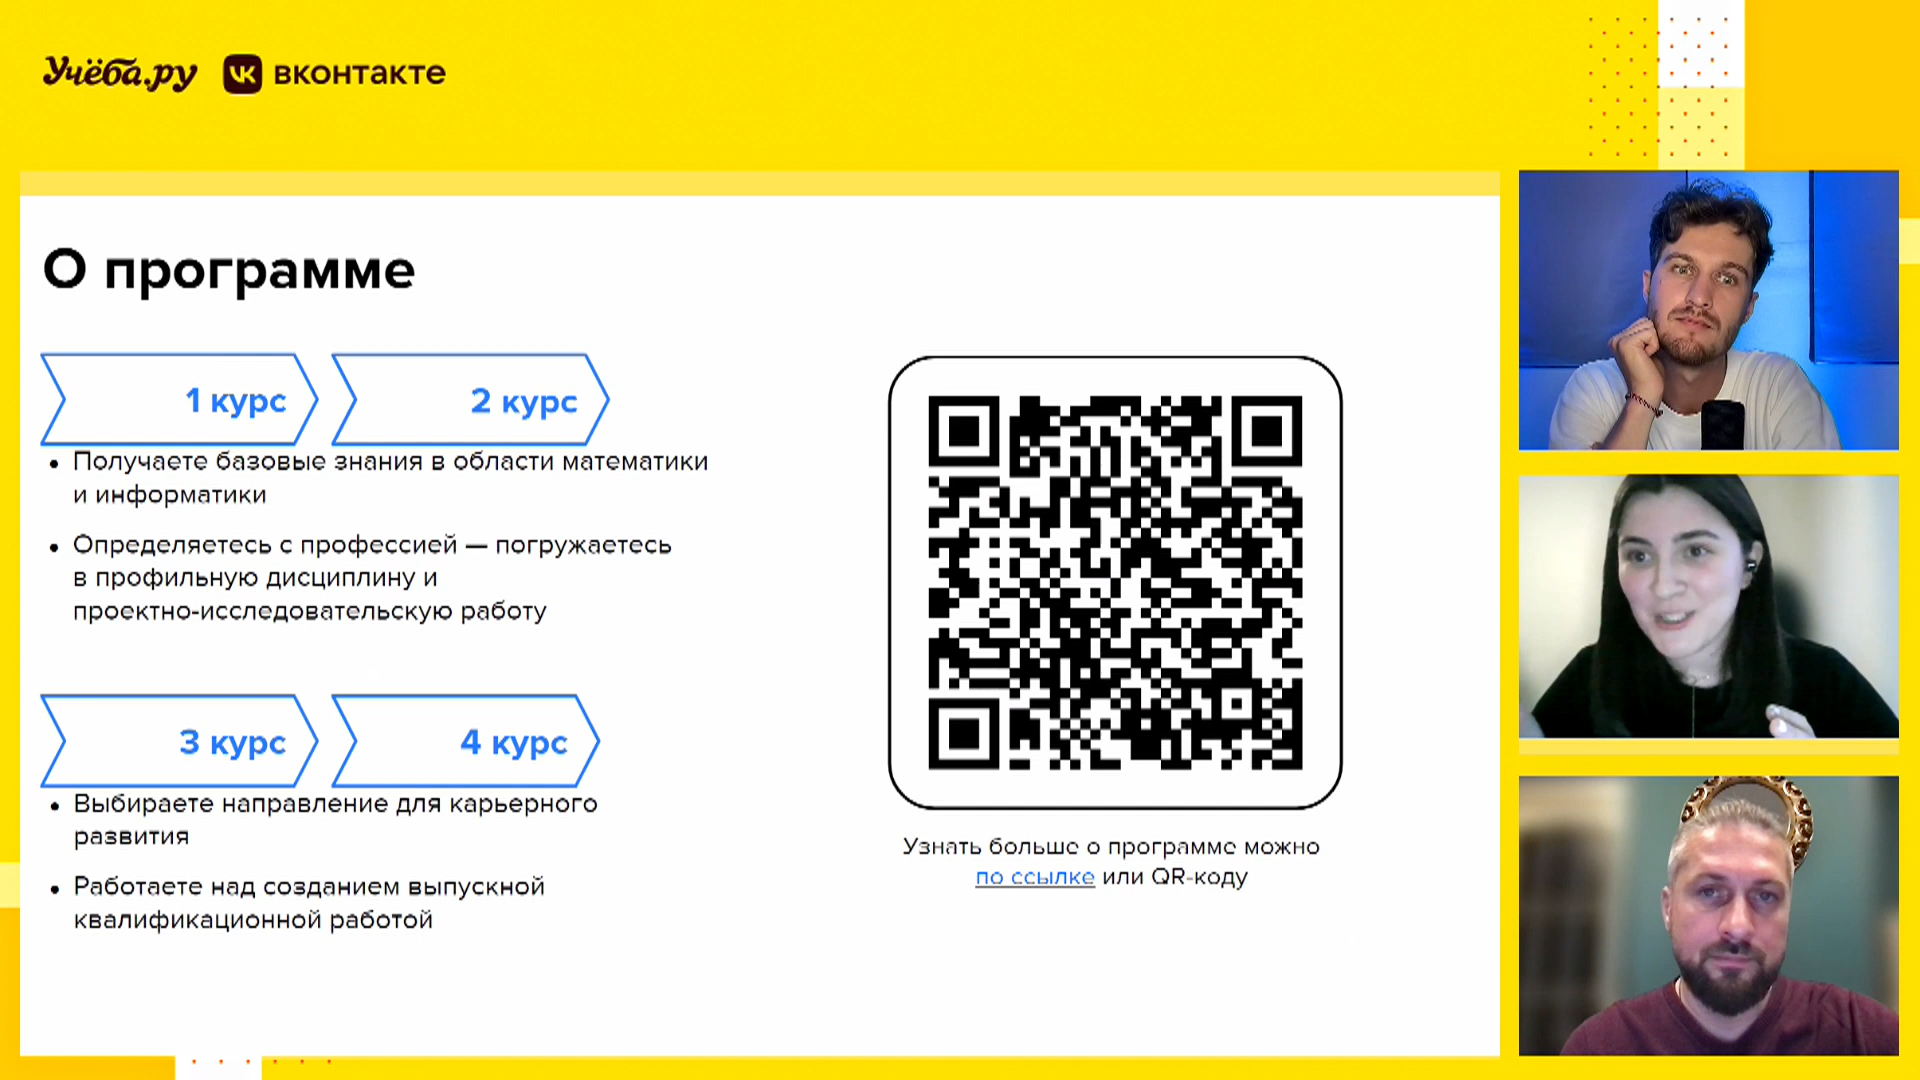 Учёба.ру вконтакте
О программе
1 курс
2 курс
Получаете базовые знания в области математики
и информатики
Определяетесь с профессией — погружаетесь
в профильную дисциплину и
проектно-исследовательскую работу
3 курс
4 курс
Выбираете направление для карьерного
развития
Работаете над созданием выпускной
квалификационной работой
Узнать больше о программе можно
по ссылке или QR-коду